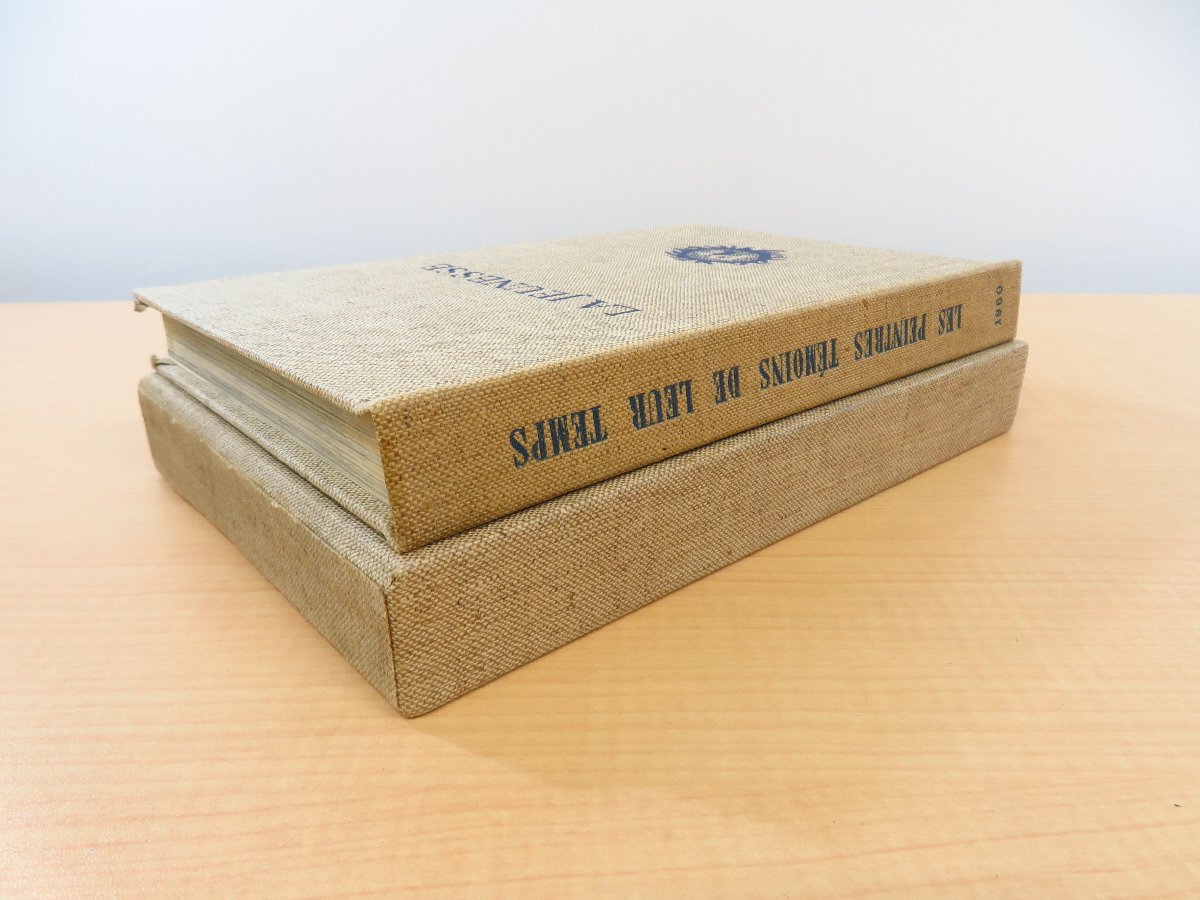 LA JEUNESSE
LES PEINTRES TÉMOINS DE LEUR TEMPS
1960